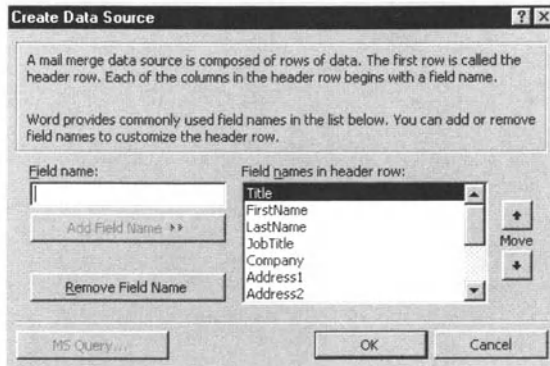 Create Data Source
A mail merge data source is composed of rows of data. The first row is called the
header row. Each of the columns in the header row begins with a field name.
Word provides commonly used field names in the list below. You can add or remove
field names to customize the header row.
Field name:
Field names in header row:
Add Field Name
Title
FirstName
LastName
JobTitle
Company
Address1
Address2
Move
Remove Field Name
MS Query...
OK
Cancel